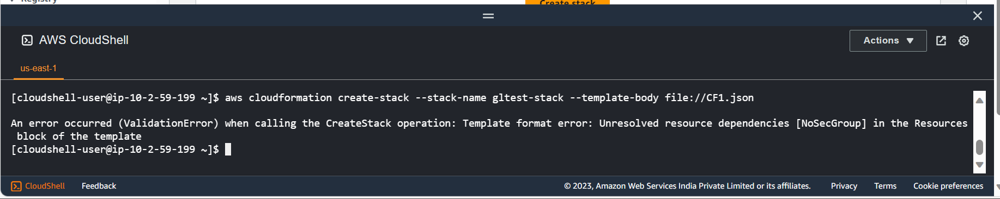 Registry
Create stack
AWS CloudShell
Actions
us-east-1
[cloudshell-user@ip-10-2-59-199 ~]$ aws cloudformation create-stack --stack-name gltest-stack --template-body file://CF1.json
An error occurred (ValidationError) when calling the CreateStack operation: Template format error: Unresolved resource dependencies [NoSecGroup] in the Resources
block of the template
[cloudshell-user@ip-10-2-59-199 ~]$
CloudShell Feedback © 2023, Amazon Web Services India Private Limited or its affiliates. Privacy Terms Cookie preferences